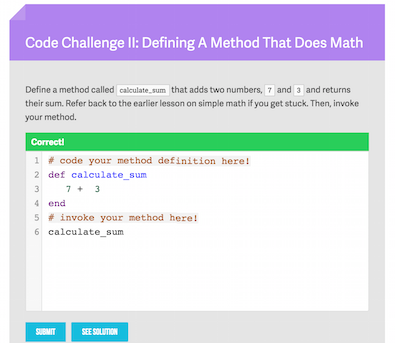 Code Challenge II: Defining A Method That Does Math
Define a method called calculate_sum that adds two numbers, 7 and 3 and returns
their sum. Refer back to the earlier lesson on simple math if you get stuck. Then, invoke
your method.
Correct!
1 # code your method definition here!
2 def calculate_sum
3 7 + 3
4 end
5 # invoke your method here!
6 calculate_sum
SUBMIT SEE SOLUTION